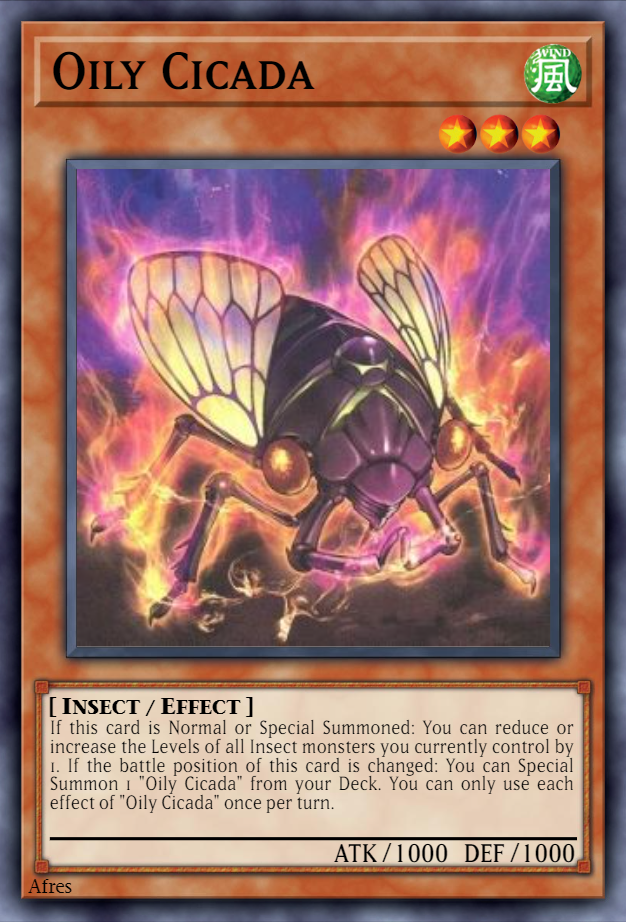 Oily Cicada
WIND
風
[ Insect / Effect ]
If this card is Normal or Special Summoned: You can reduce or
increase the Levels of all Insect monsters you currently control by
1. If the battle position of this card is changed: You can Special
Summon 1 "Oily Cicada" from your Deck. You can only use each
effect of "Oily Cicada" once per turn.
ATK/1000 DEF/1000
Afres